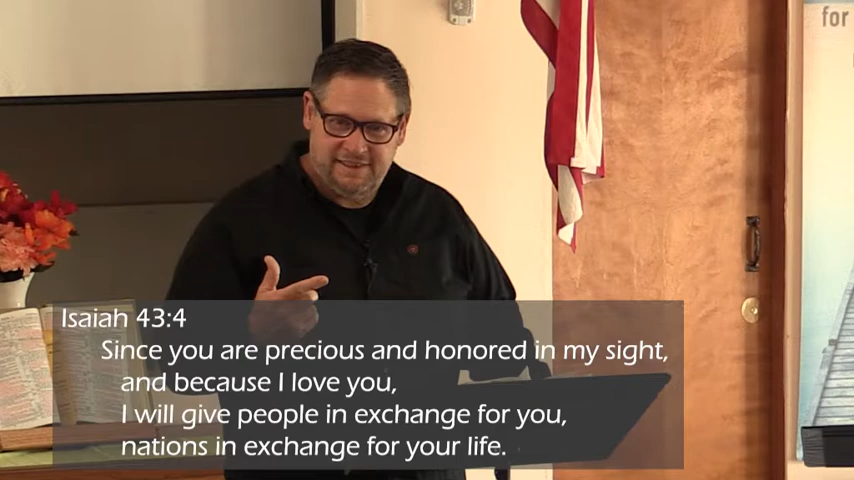 for
Isaiah 43:4
Since you are precious and honored in my sight,
and because I love you,
I will give people in exchange for you,
nations in exchange for your life.